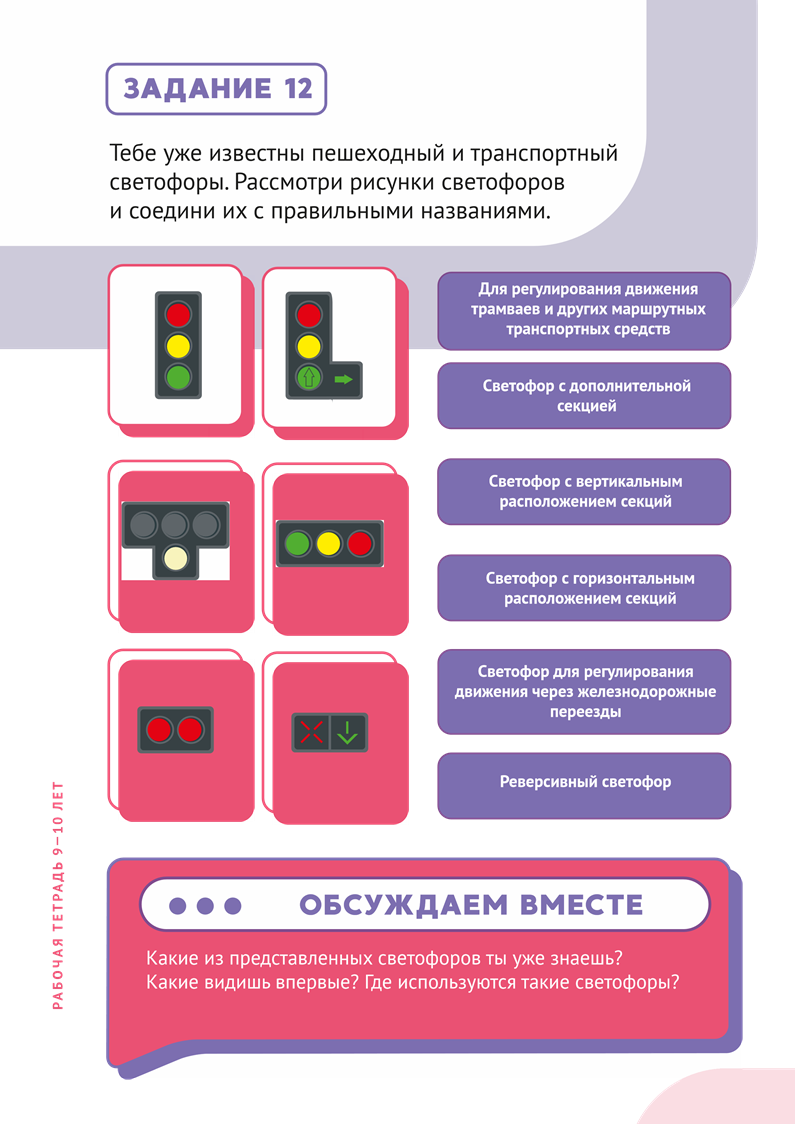 ЗАДАНИЕ 12
Тебе уже известны пешеходный и транспортный
светофоры. Рассмотри рисунки светофоров
и соедини их с правильными названиями.
Для регулирования движения
трамваев и других маршрутных
транспортных средств
Светофор с дополнительной
секцией
Светофор с вертикальным
расположением секций
Светофор с горизонтальным
расположением секций
Светофор для регулирования
движения через железнодорожные
переезды
Реверсивный светофор
РАБОЧАЯ ТЕТРАДЬ 9–10 ЛЕТ
ОБСУЖДАЕМ ВМЕСТЕ
Какие из представленных светофоров ты уже знаешь?
Какие видишь впервые? Где используются такие светофоры?